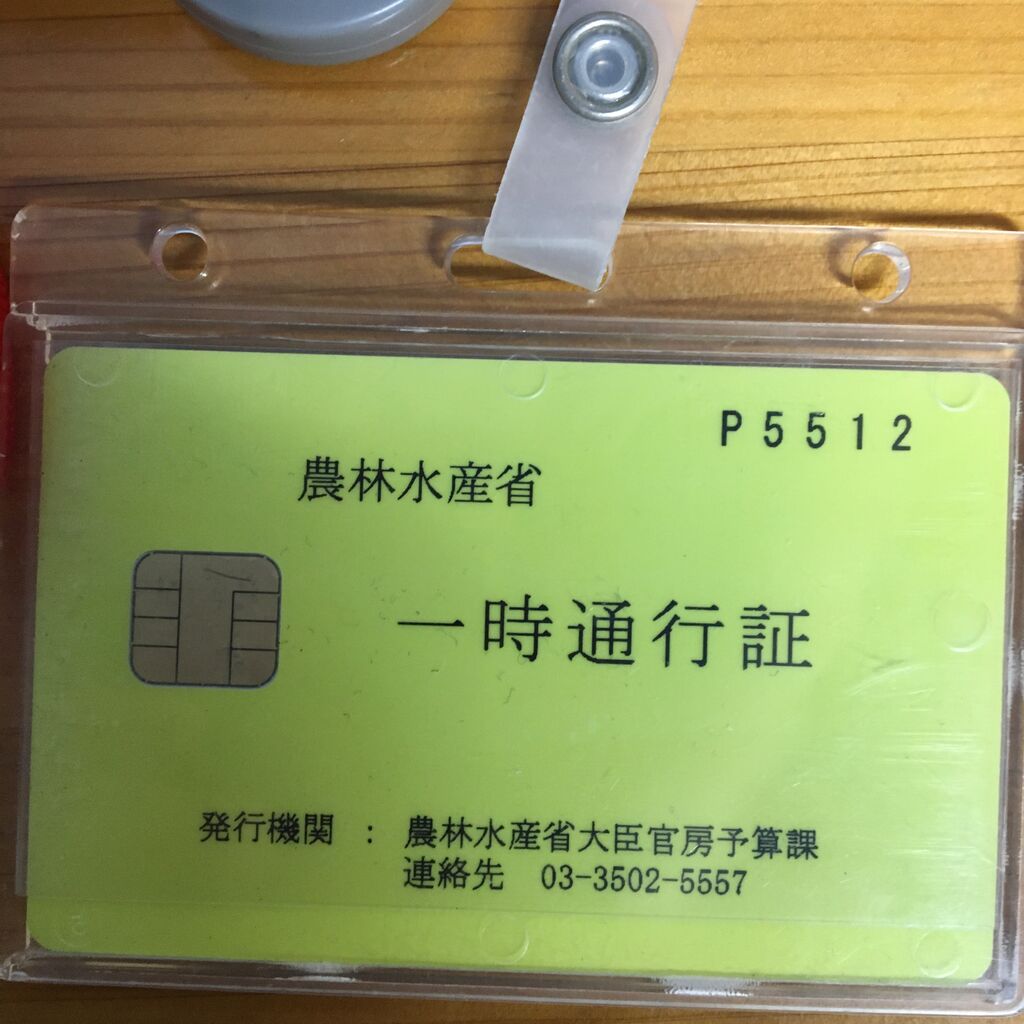 P5512
農林水産省
一時通行証
発行機関 : 農林水産省大臣官房予算課
連絡先 03-3502-5557